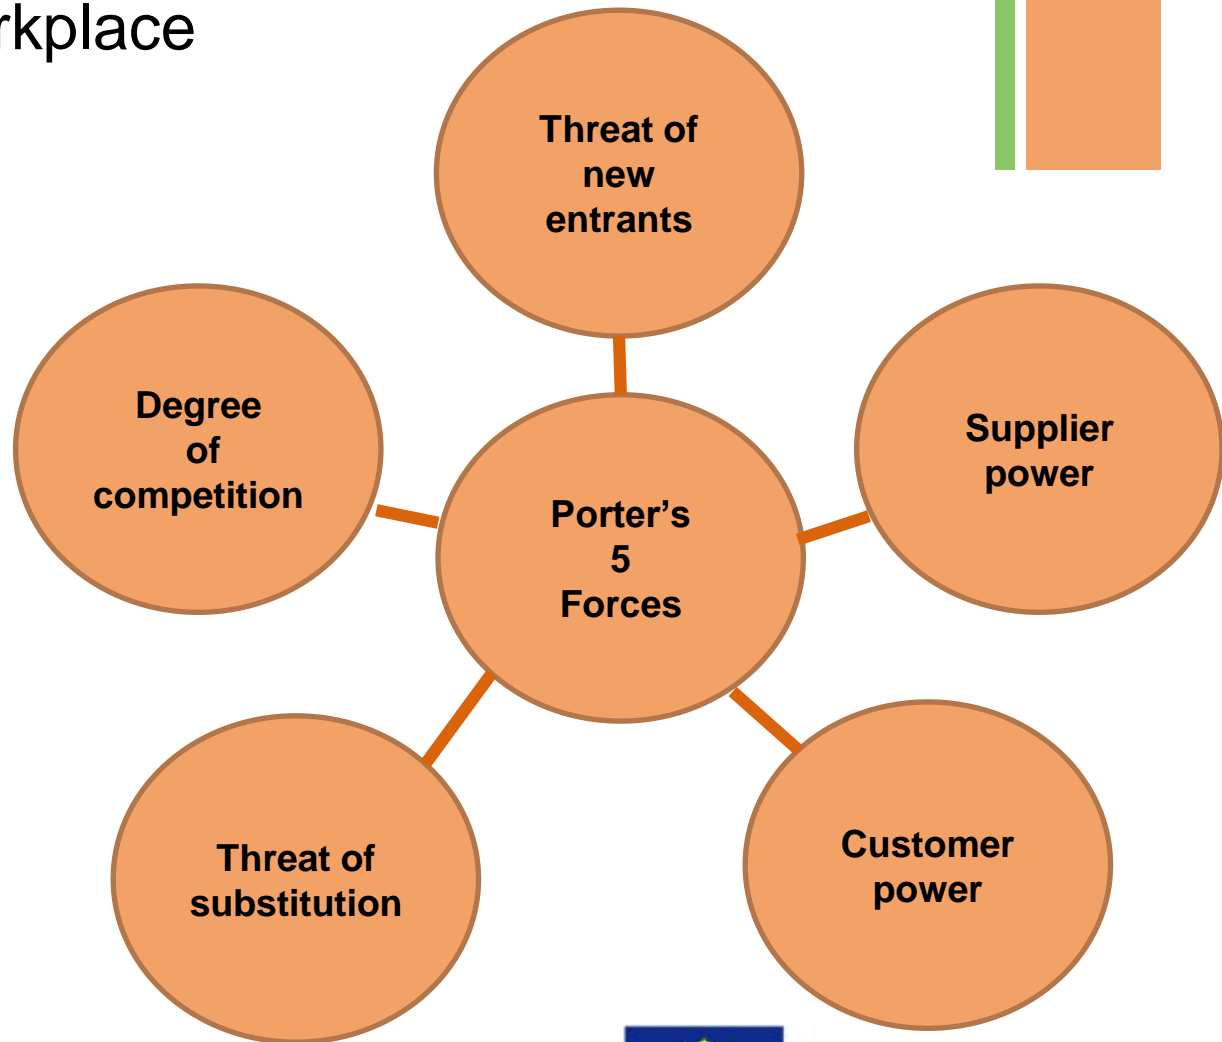 rkplace
Threat of
new
entrants
Degree
of
competition
Supplier
power
Porter’s
5
Forces
Threat of
substitution
Customer
power